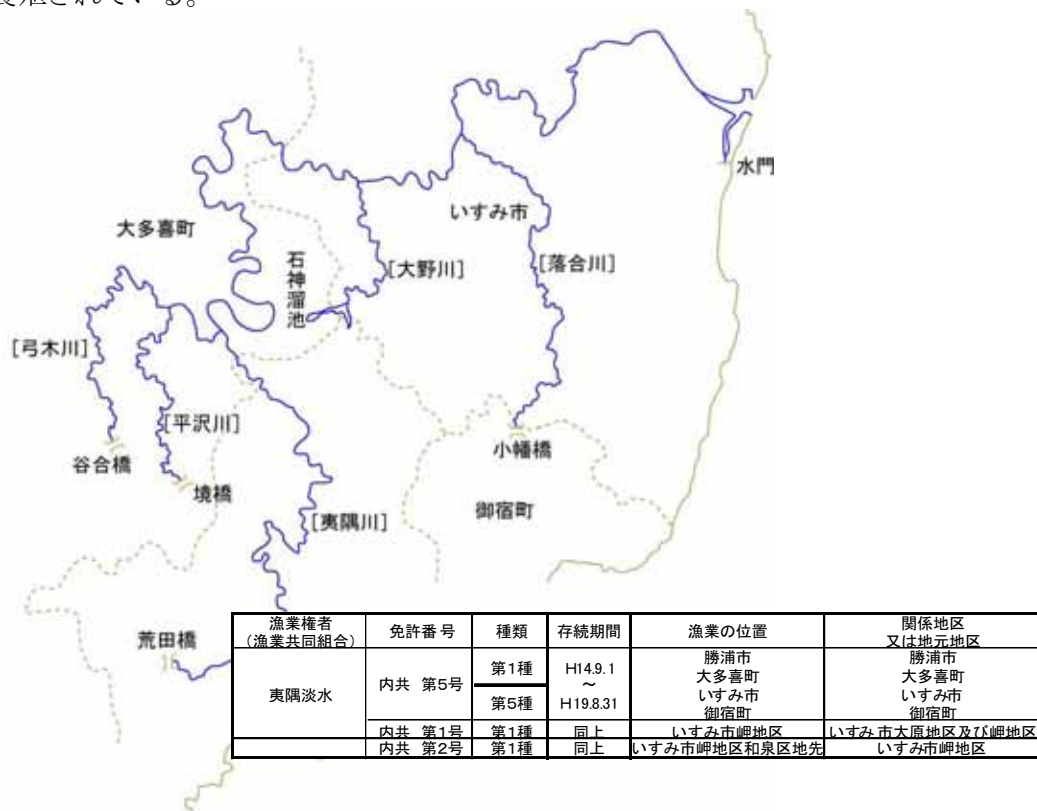 殖されている。
水門
大多喜町
いすみ市
石神溜池
[大野川]
[落合川]
[弓木川]
[平沢川]
谷合橋
境橋
小幡橋
御宿町
[夷隅川]
荒田橋
漁業権者 (漁業共同組合) 免許番号 種類 存続期間 漁業の位置 関係地区 又は地元地区
夷隅淡水 内共 第5号 第1種 第5種 H14.9.1 ~ H19.8.31
勝浦市 勝浦市
大多喜町 大多喜町
いすみ市 いすみ市
御宿町 御宿町
内共 第1号 第1種 同上 いすみ市岬地区 いすみ市大原地区及び岬地区
内共 第2号 第1種 同上 いすみ市岬地区和泉区地先 いすみ市岬地区